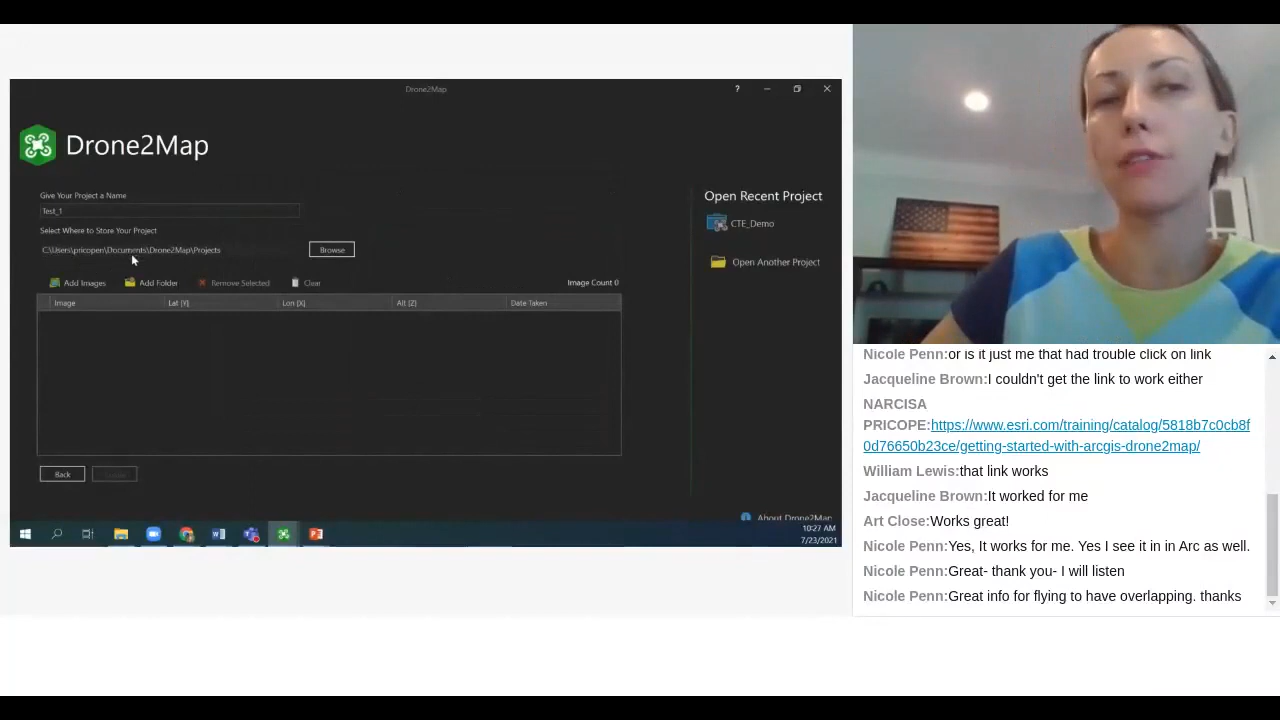 Drone2Map
?
Drone2Map
Give Your Project a Name
Test_1
Select Where to Store Your Project
C:\Users\pricopen\Documents\Drone2Map\Projects
Browse
Add Images
Add Folder
Remove Selected
Clear
Image Count 0
Image
Lat [Y]
Lon [X]
Alt [Z]
Date Taken
Back
Open Recent Project
CTE_Demo
Open Another Project
About Drone2Map
10:27 AM
7/23/2021
Nicole Penn:or is it just me that had trouble click on link
Jacqueline Brown:I couldn't get the link to work either
NARCISA
PRICOPE:https://www.esri.com/training/catalog/5818b7c0cb8f
0d76650b23ce/getting-started-with-arcgis-drone2map/
William Lewis:that link works
Jacqueline Brown:It worked for me
Art Close:Works great!
Nicole Penn:Yes, It works for me. Yes I see it in in Arc as well.
Nicole Penn:Great- thank you- I will listen
Nicole Penn:Great info for flying to have overlapping. thanks